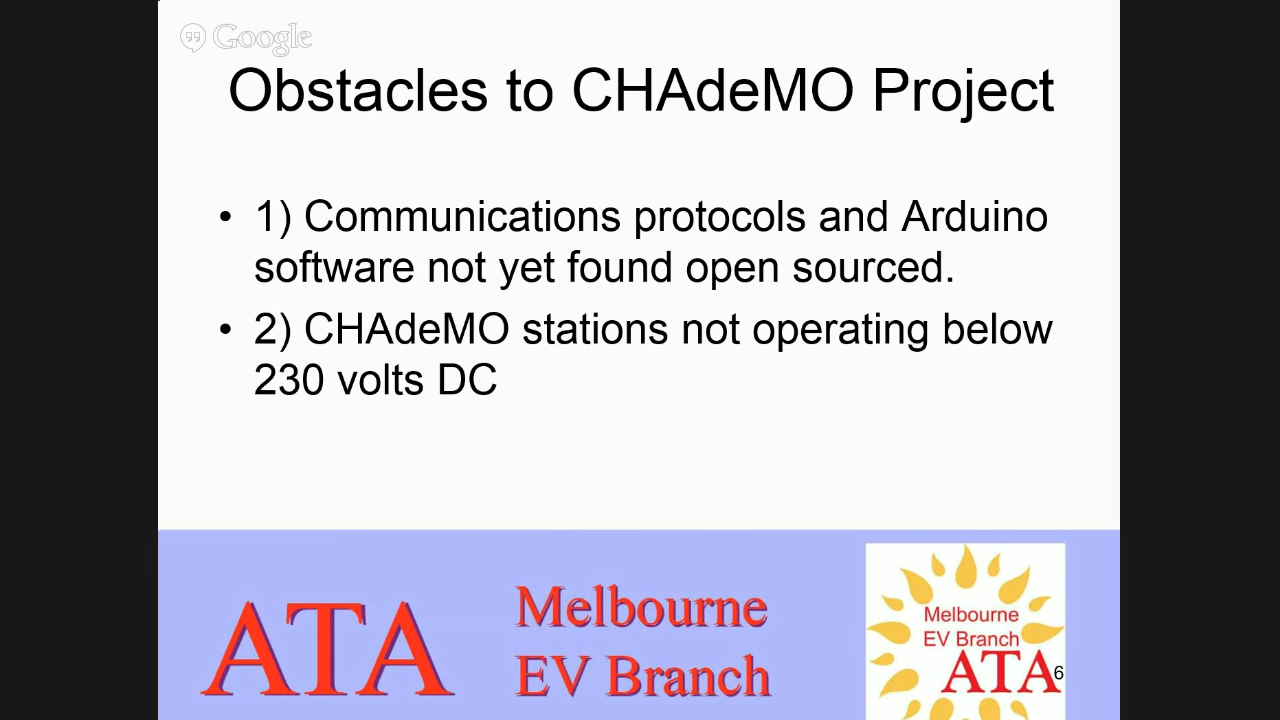 Google
Obstacles to CHAdeMO Project
• 1) Communications protocols and Arduino
software not yet found open sourced.
• 2) CHAdeMO stations not operating below
230 volts DC
ATA
Melbourne
EV Branch
Melbourne
EV Branch
ATA
6